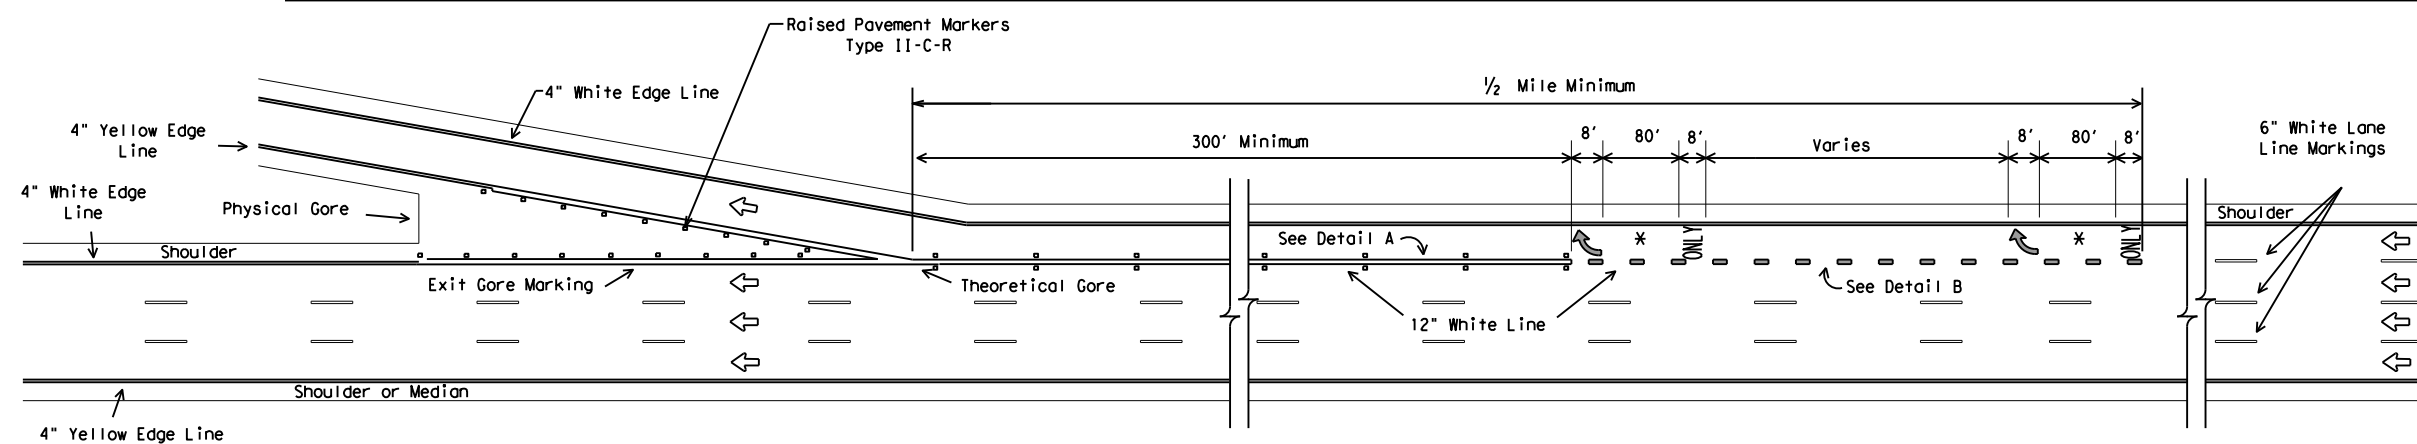 Raised Pavement Markers
Type II-C-R
½ Mile Minimum
4" White Edge Line
4" Yellow Edge
Line
300' Minimum
8'
80'
8'
Varies
8'
80'
8'
6" White Lane
Line Markings
4" White Edge
Line
Physical Gore
Shoulder
Shoulder
See Detail A
*
ONLY
*
ONLY
Exit Gore Marking
Theoretical Gore
See Detail B
12" White Line
Shoulder or Median
4" Yellow Edge Line